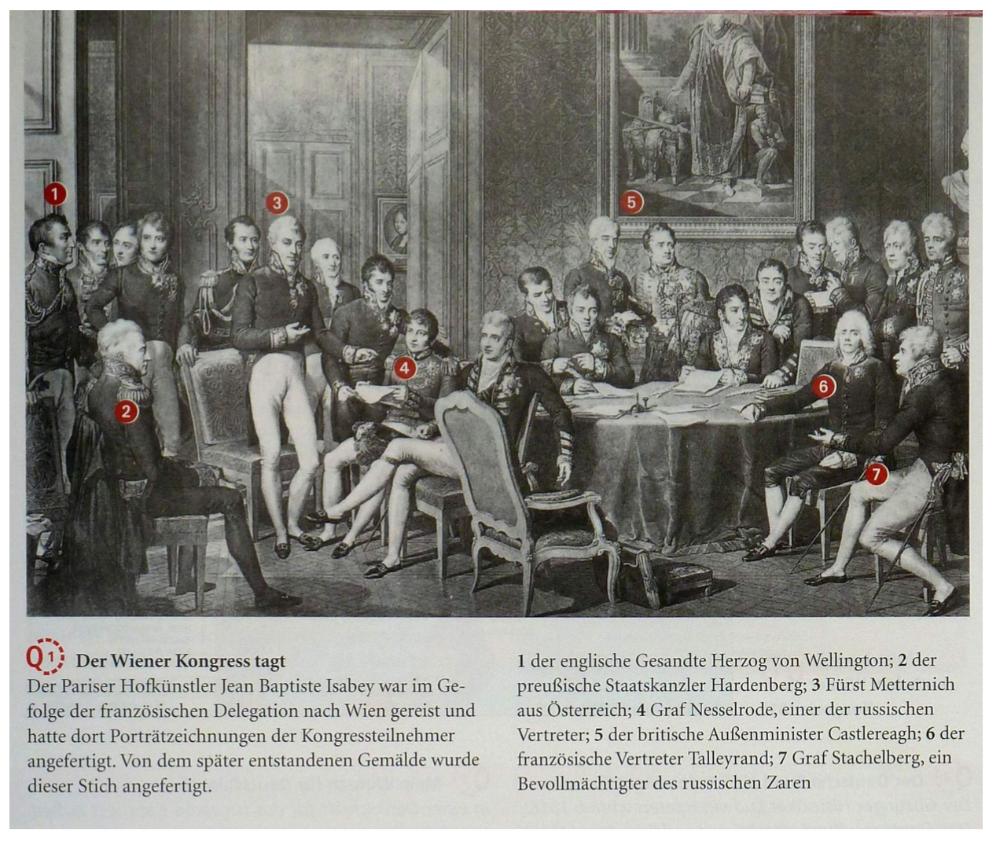 1
3
5
4
6
2
7
Q 1 Der Wiener Kongress tagt
Der Pariser Hofkünstler Jean Baptiste Isabey war im Ge-
folge der französischen Delegation nach Wien gereist und
hatte dort Porträtzeichnungen der Kongressteilnehmer
angefertigt. Von dem später entstandenen Gemälde wurde
dieser Stich angefertigt.
1 der englische Gesandte Herzog von Wellington; 2 der
preußische Staatskanzler Hardenberg; 3 Fürst Metternich
aus Österreich; 4 Graf Nesselrode, einer der russischen
Vertreter; 5 der britische Außenminister Castlereagh; 6 der
französische Vertreter Talleyrand; 7 Graf Stachelberg, ein
Bevollmächtigter des russischen Zaren